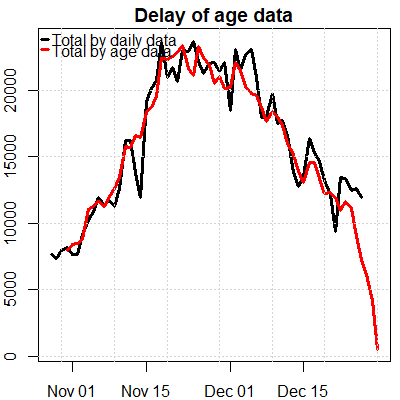 Delay of age data
Total by daily data
Total by age data
20000
15000
10000
5000
0
Nov 01 Nov 15 Dec 01 Dec 15